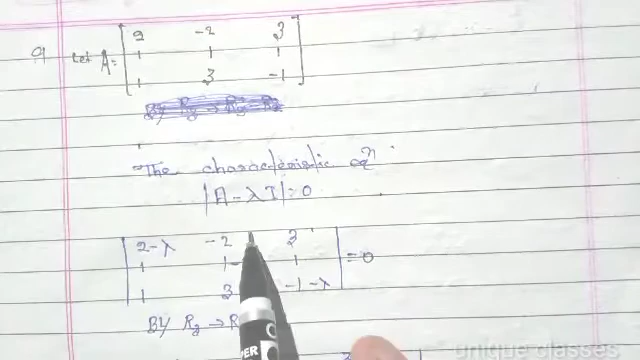 Let A = 2 -2 3
1 1 1
1 3 -1
The characteristic eqn
|A - λI| = 0
2-λ -2 3
1 1- 1 = 0
1 3 -1-λ
By R₃ → R
unique classes